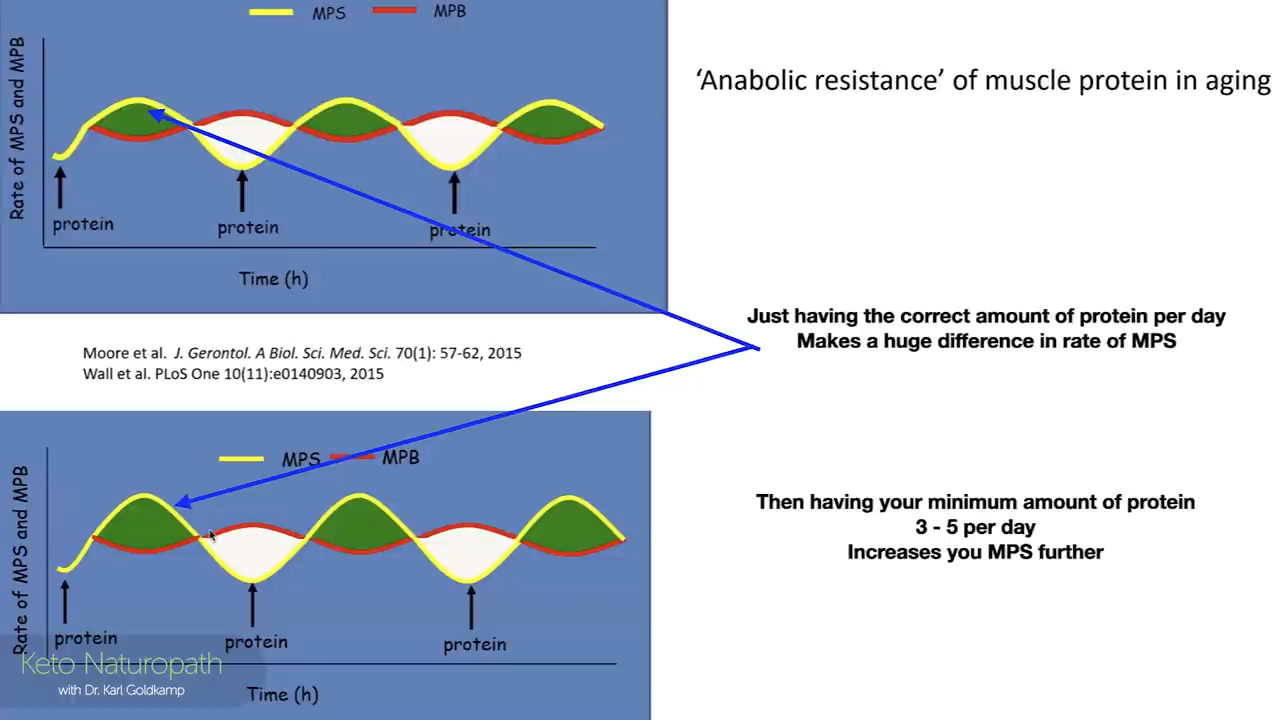 MPS MPB
‘Anabolic resistance’ of muscle protein in aging
Rate of MPS and MPB
protein
protein
protein
Time (h)
Just having the correct amount of protein per day
Makes a huge difference in rate of MPS
Moore et al. J. Gerontol. A Biol. Sci. Med. Sci. 70(1): 57-62, 2015
Wall et al. PLoS One 10(11):e0140903, 2015
MPS MPB
Rate of MPS and MPB
Then having your minimum amount of protein
3 - 5 per day
Increases you MPS further
protein
protein
protein
Keto Naturopath
with Dr. Karl Goldkamp
Time (h)